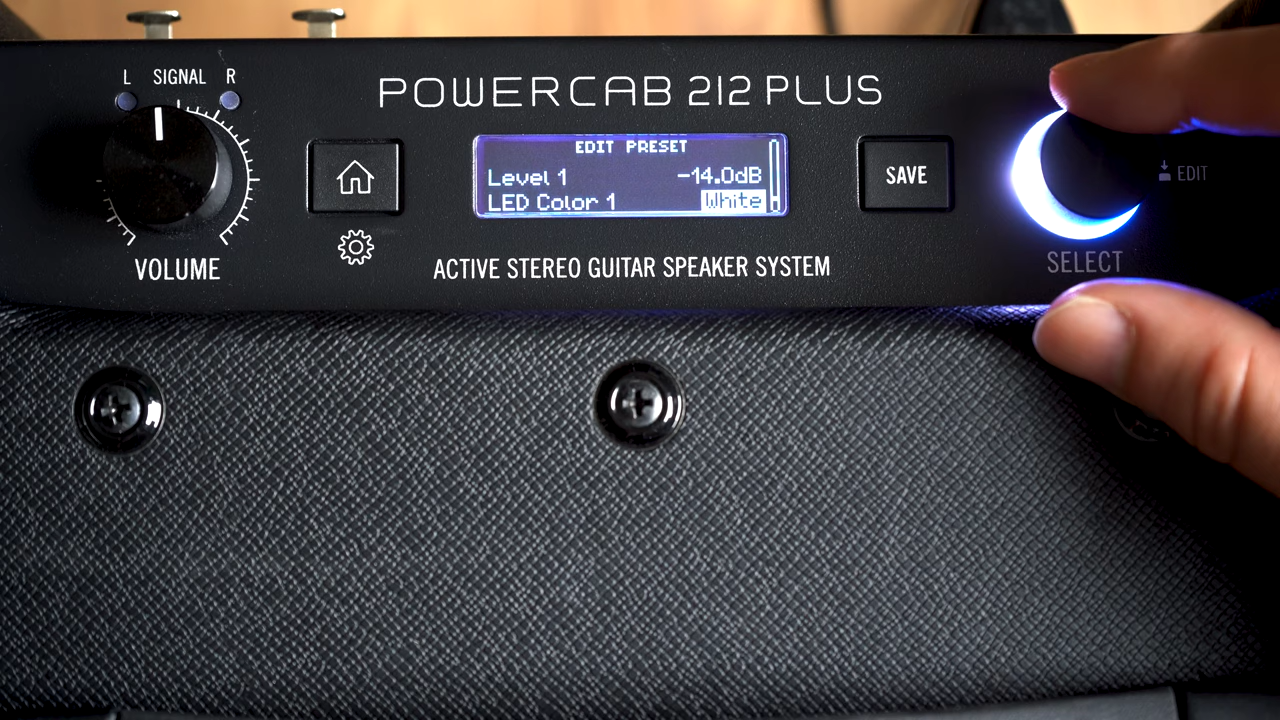 L SIGNAL R
POWERCAB 212 PLUS
EDIT PRESET
Level 1 -14.0dB
LED Color 1 White
SAVE
EDIT
VOLUME
ACTIVE STEREO GUITAR SPEAKER SYSTEM
SELECT